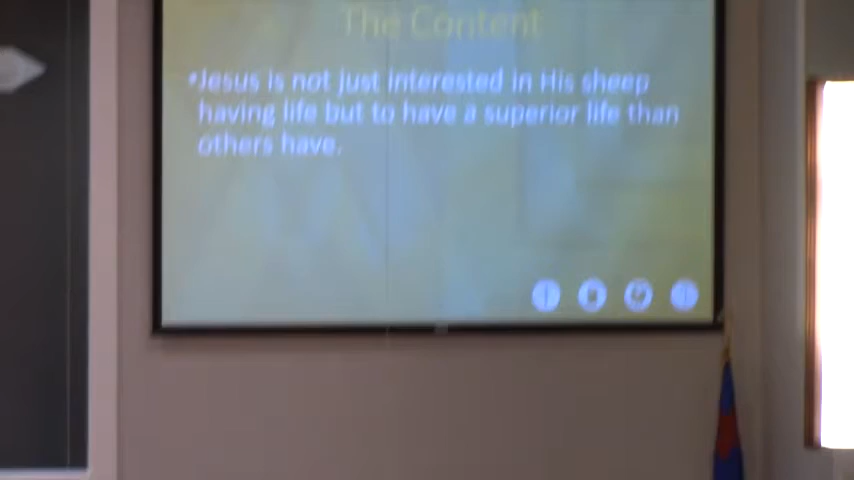 The Content
•Jesus is not just interested in His sheep
having life but to have a superior life than
others have.